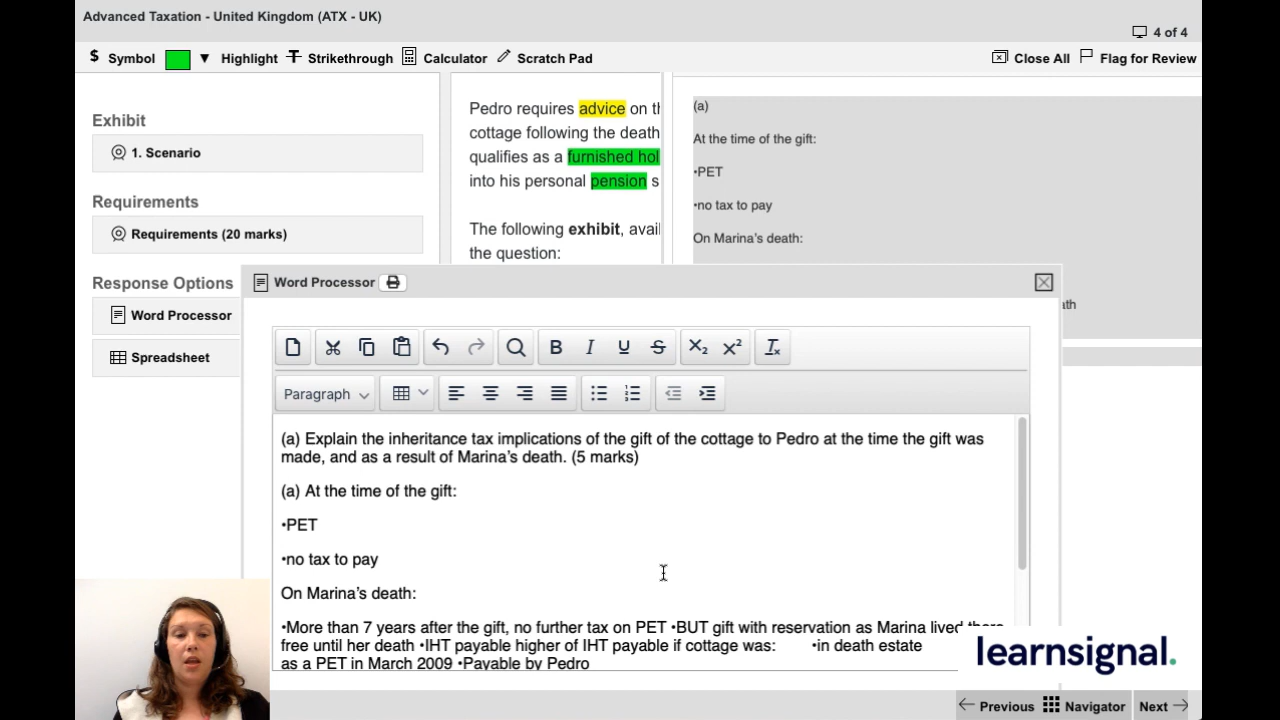 Advanced Taxation - United Kingdom (ATX - UK)
4 of 4
$ Symbol ▼ Highlight Strikethrough Calculator Scratch Pad Close All Flag for Review
Exhibit
1. Scenario
Requirements
Requirements (20 marks)
Response Options
Word Processor
Spreadsheet
Pedro requires advice on
cottage following the death
qualifies as a furnished hol
into his personal pension s
The following exhibit, avai
the question:
(a)
At the time of the gift:
•PET
•no tax to pay
On Marina's death:
ath
Word Processor
B I U S X₂ X² Tx
Paragraph
(a) Explain the inheritance tax implications of the gift of the cottage to Pedro at the time the gift was
made, and as a result of Marina's death. (5 marks)
(a) At the time of the gift:
•PET
•no tax to pay
On Marina's death:
•More than 7 years after the gift, no further tax on PET •BUT gift with reservation as Marina lived there
free until her death •IHT payable higher of IHT payable if cottage was: •in death estate
as a PET in March 2009 •Payable by Pedro
learnsignal.
Previous Navigator Next